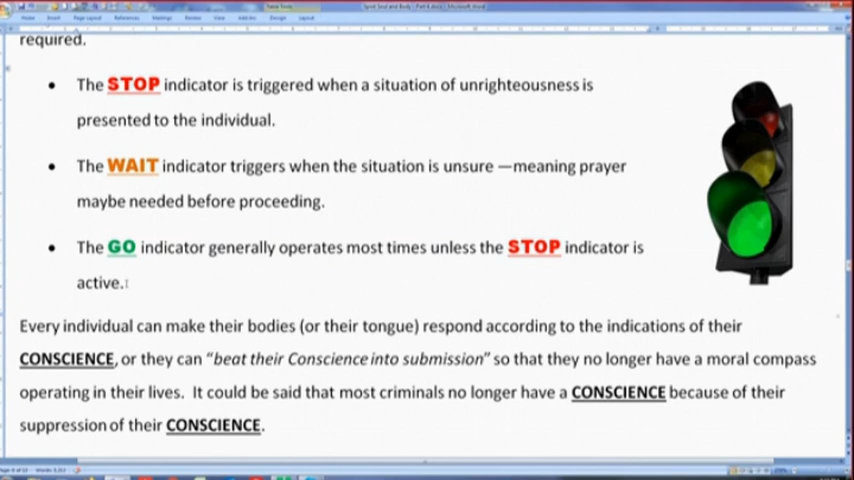 required.
• The STOP indicator is triggered when a situation of unrighteousness is
presented to the individual.
• The WAIT indicator triggers when the situation is unsure —meaning prayer
maybe needed before proceeding.
• The GO indicator generally operates most times unless the STOP indicator is
active.
Every individual can make their bodies (or their tongue) respond according to the indications of their
CONSCIENCE, or they can “beat their Conscience into submission” so that they no longer have a moral compass
operating in their lives. It could be said that most criminals no longer have a CONSCIENCE because of their
suppression of their CONSCIENCE.